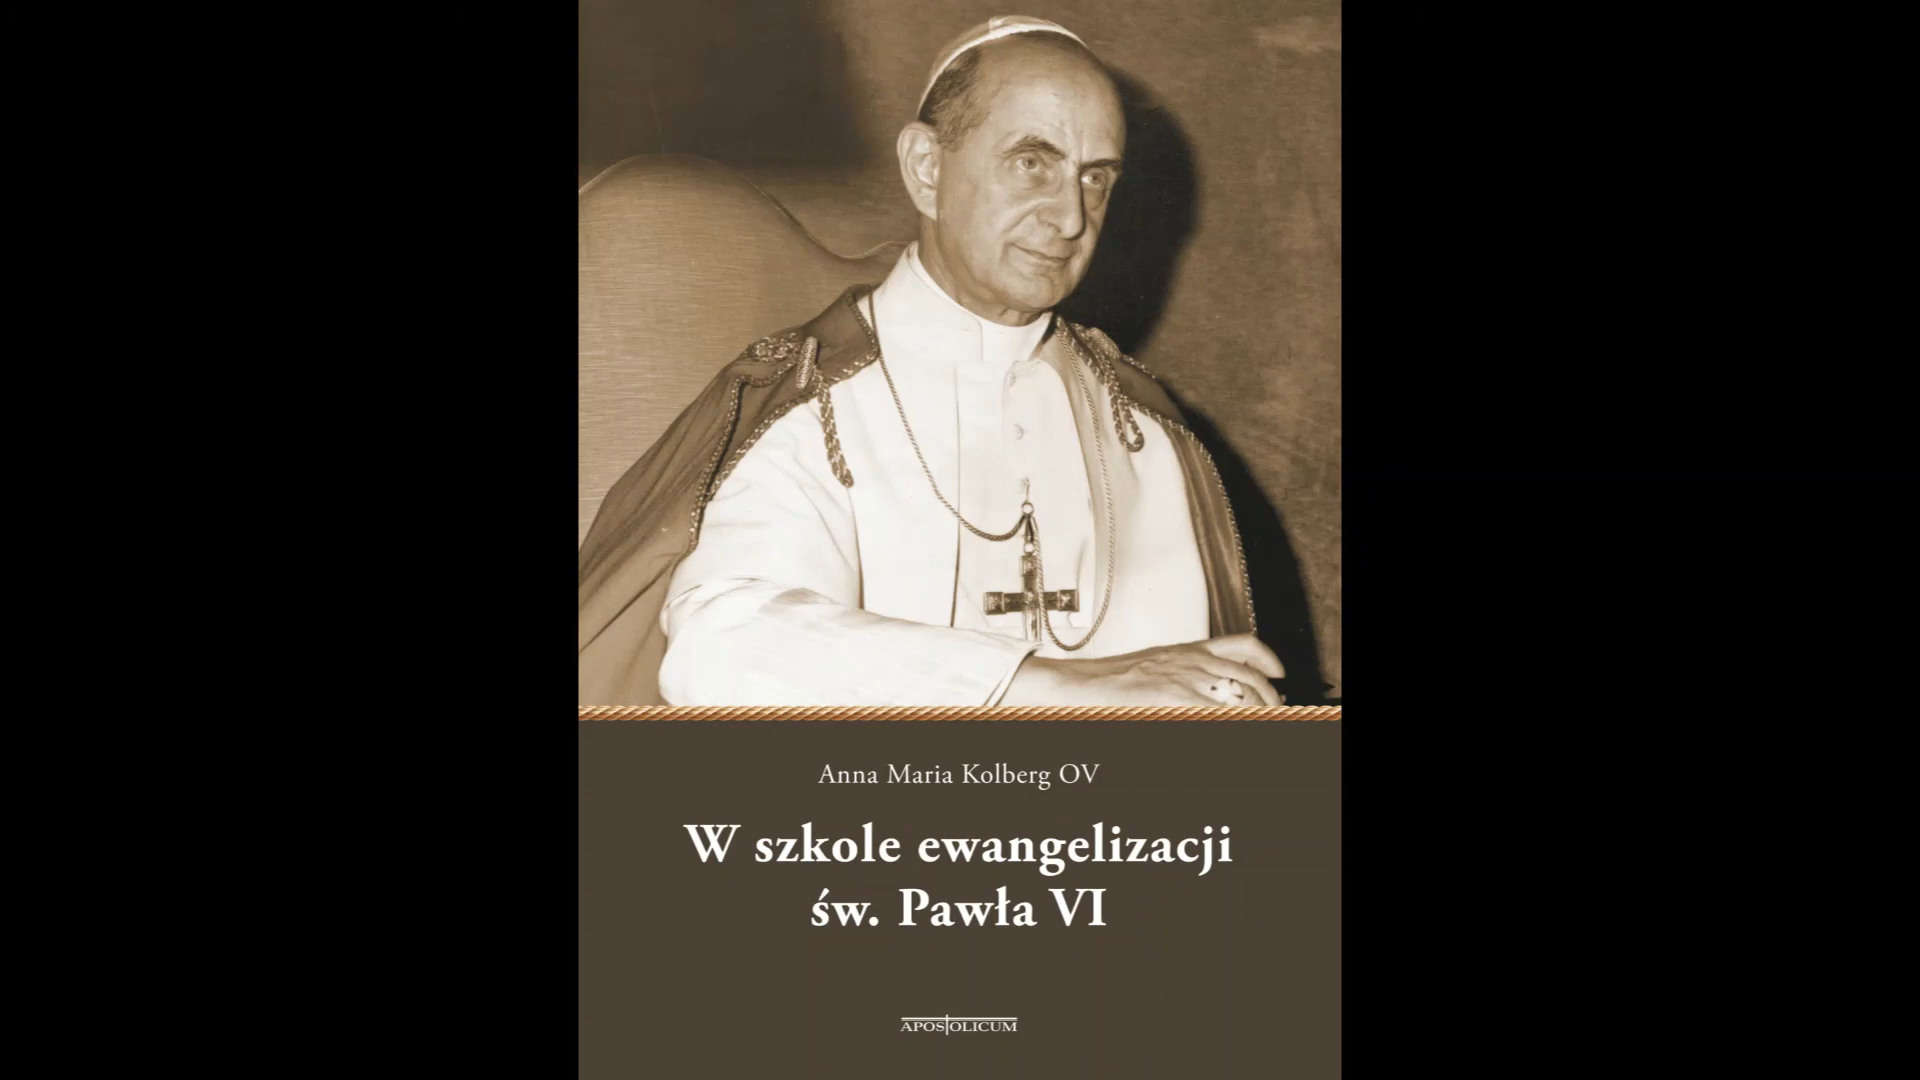 Anna Maria Kolberg OV
W szkole ewangelizacji
św. Pawła VI
APOSTOLICUM